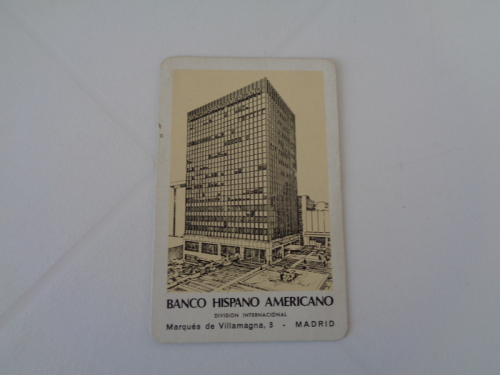 BANCO HISPANO AMERICANO
DIVISION INTERNACIONAL
Marqués de Villamagna, 3 - MADRID